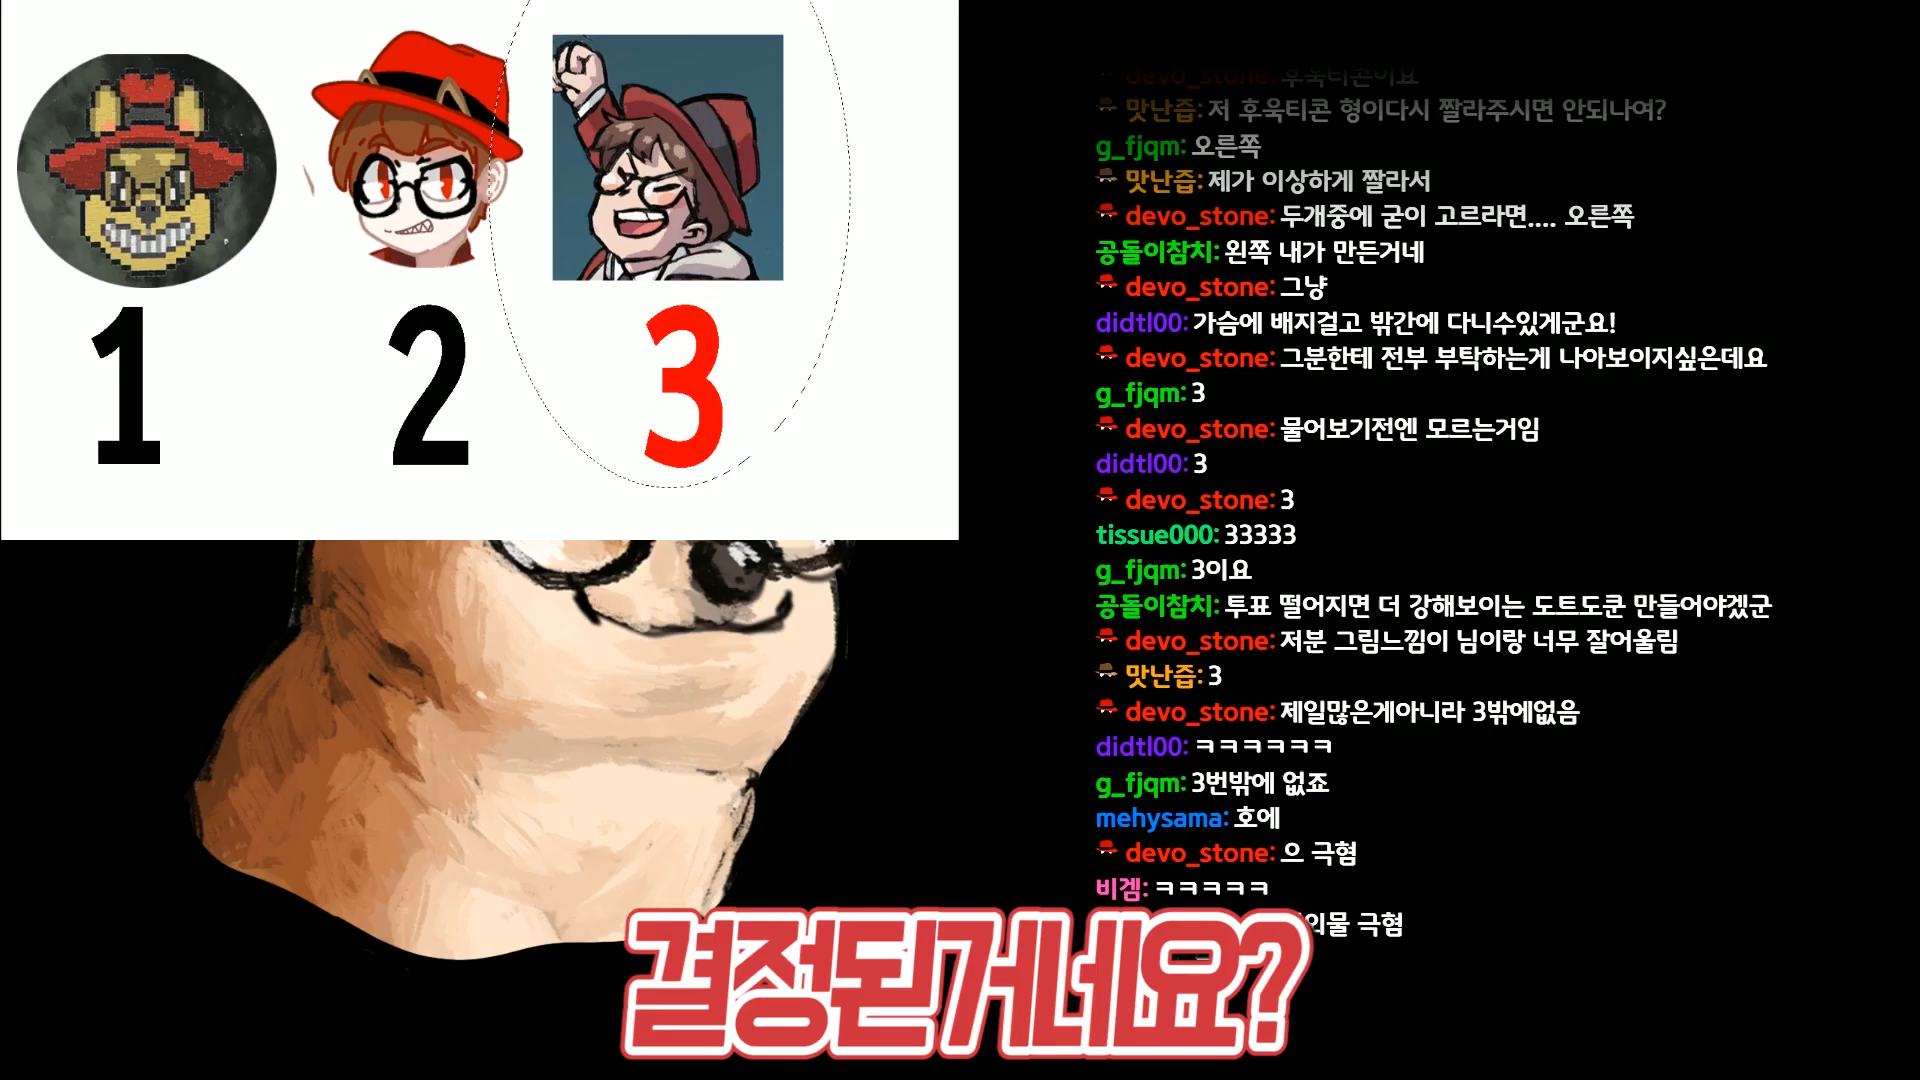 1
2
3
devo_stone: 후욱티콘이요
맛난즙: 저 후욱티콘 형이다시 짤라주시면 안되나여?
g_fjqm: 오른쪽
맛난즙: 제가 이상하게 짤라서
devo_stone: 두개중에 굳이 고르라면.... 오른쪽
공돌이참치: 왼쪽 내가 만든거네
devo_stone: 그냥
didtl00: 가슴에 배지걸고 밖간에 다니수있게군요!
devo_stone: 그분한테 전부 부탁하는게 나아보이지싶은데요
g_fjqm: 3
devo_stone: 물어보기전엔 모르는거임
didtl00: 3
devo_stone: 3
tissue000: 33333
g_fjqm: 3이요
공돌이참치: 투표 떨어지면 더 강해보이는 도트도쿤 만들어야겠군
devo_stone: 저분 그림느낌이 님이랑 너무 잘어울림
맛난즙: 3
devo_stone: 제일많은게아니라 3밖에없음
didtl00: ㅋㅋㅋㅋㅋㅋ
g_fjqm: 3번밖에 없죠
mehysama: 호에
devo_stone: 으 극혐
비겜: ㅋㅋㅋㅋㅋ
극혐
결정된거네요?